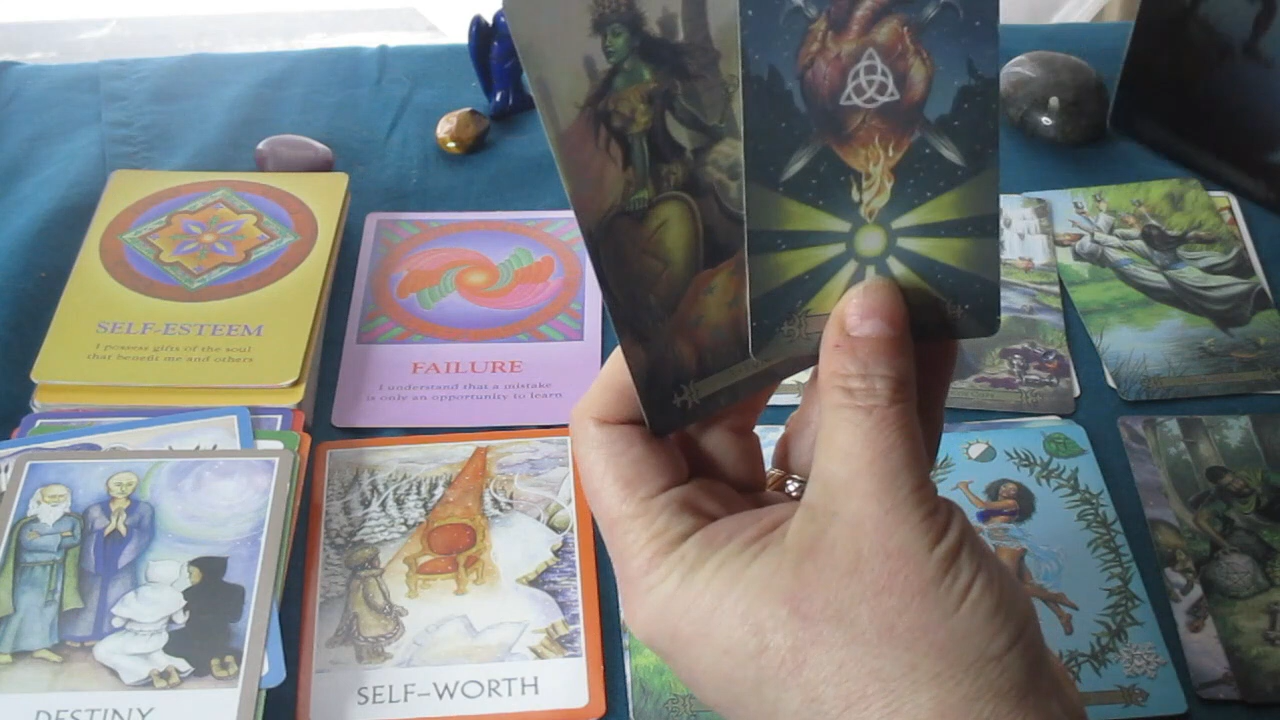 SELF-ESTEEM
I possess gifts of the soul
that benefit me and others
FAILURE
I understand that a mistake
is only an opportunity to learn
DESTINY
SELF-WORTH